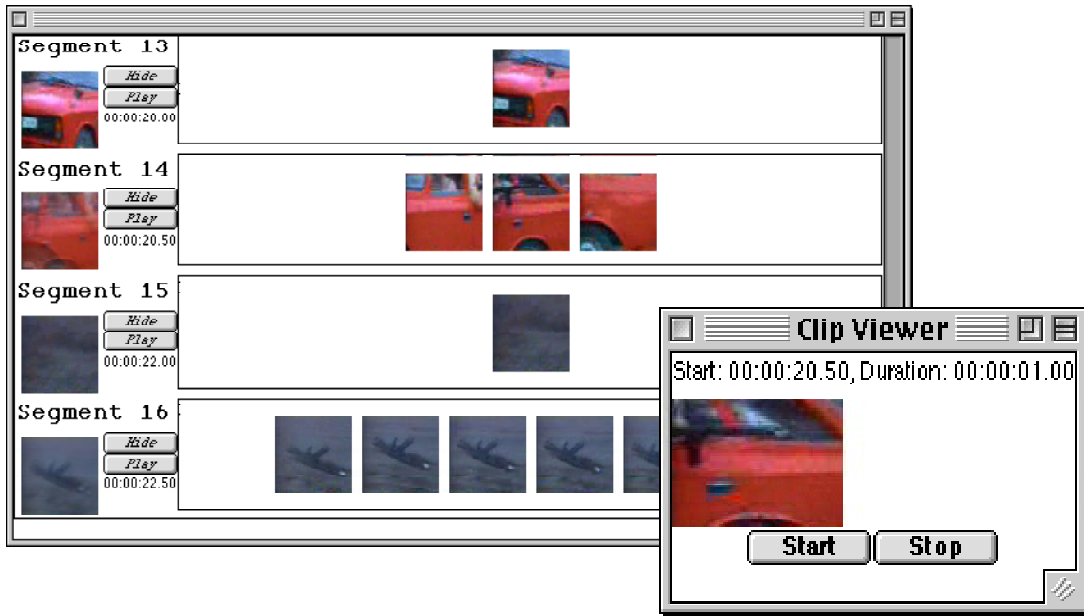 Segment 13
Hide
Play
00:00:20.00
Segment 14
Hide
Play
00:00:20.50
Segment 15
Hide
Play
00:00:22.00
Segment 16
Hide
Play
00:00:22.50
Clip Viewer
Start: 00:00:20.50, Duration: 00:00:01.00
Start Stop